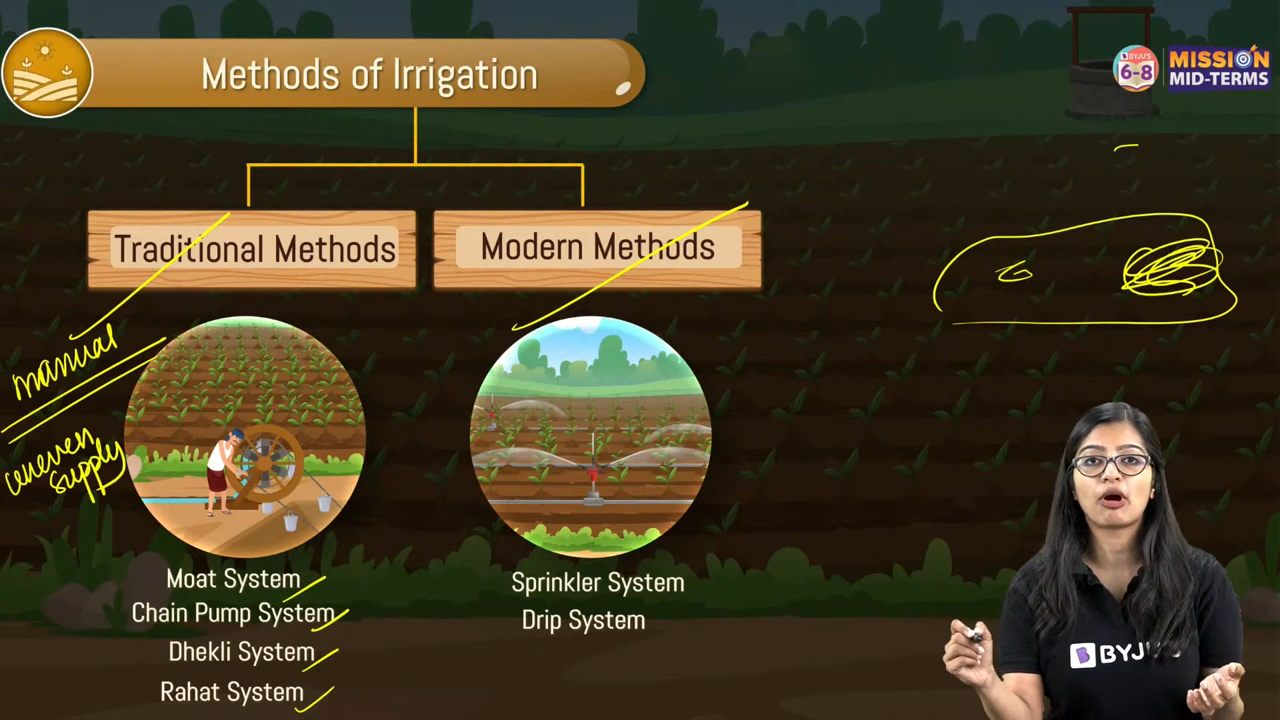 Methods of Irrigation
BYJU'S
6-8
MISSION
MID-TERMS
Traditional Methods
Modern Methods
manual
uneven
supply
Moat System
Chain Pump System
Dhekli System
Rahat System
Sprinkler System
Drip System
BYJU'S